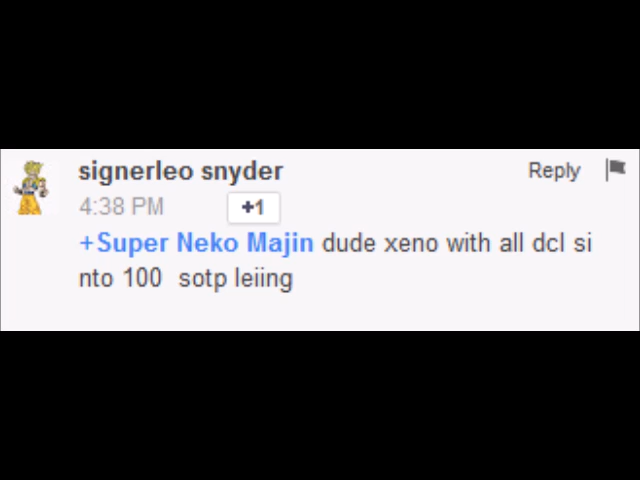 signerleo snyder Reply
4:38 PM +1
+Super Neko Majin dude xeno with all dcl si
nto 100 sotp leiing